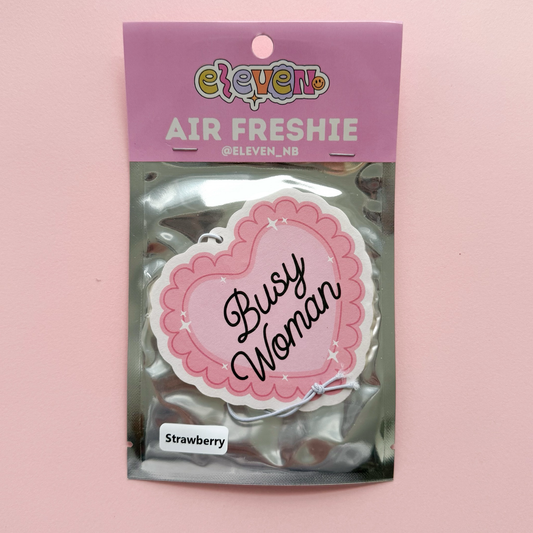 eleven
AIR FRESHIE
@ELEVEN_NB
Busy
Woman
Strawberry